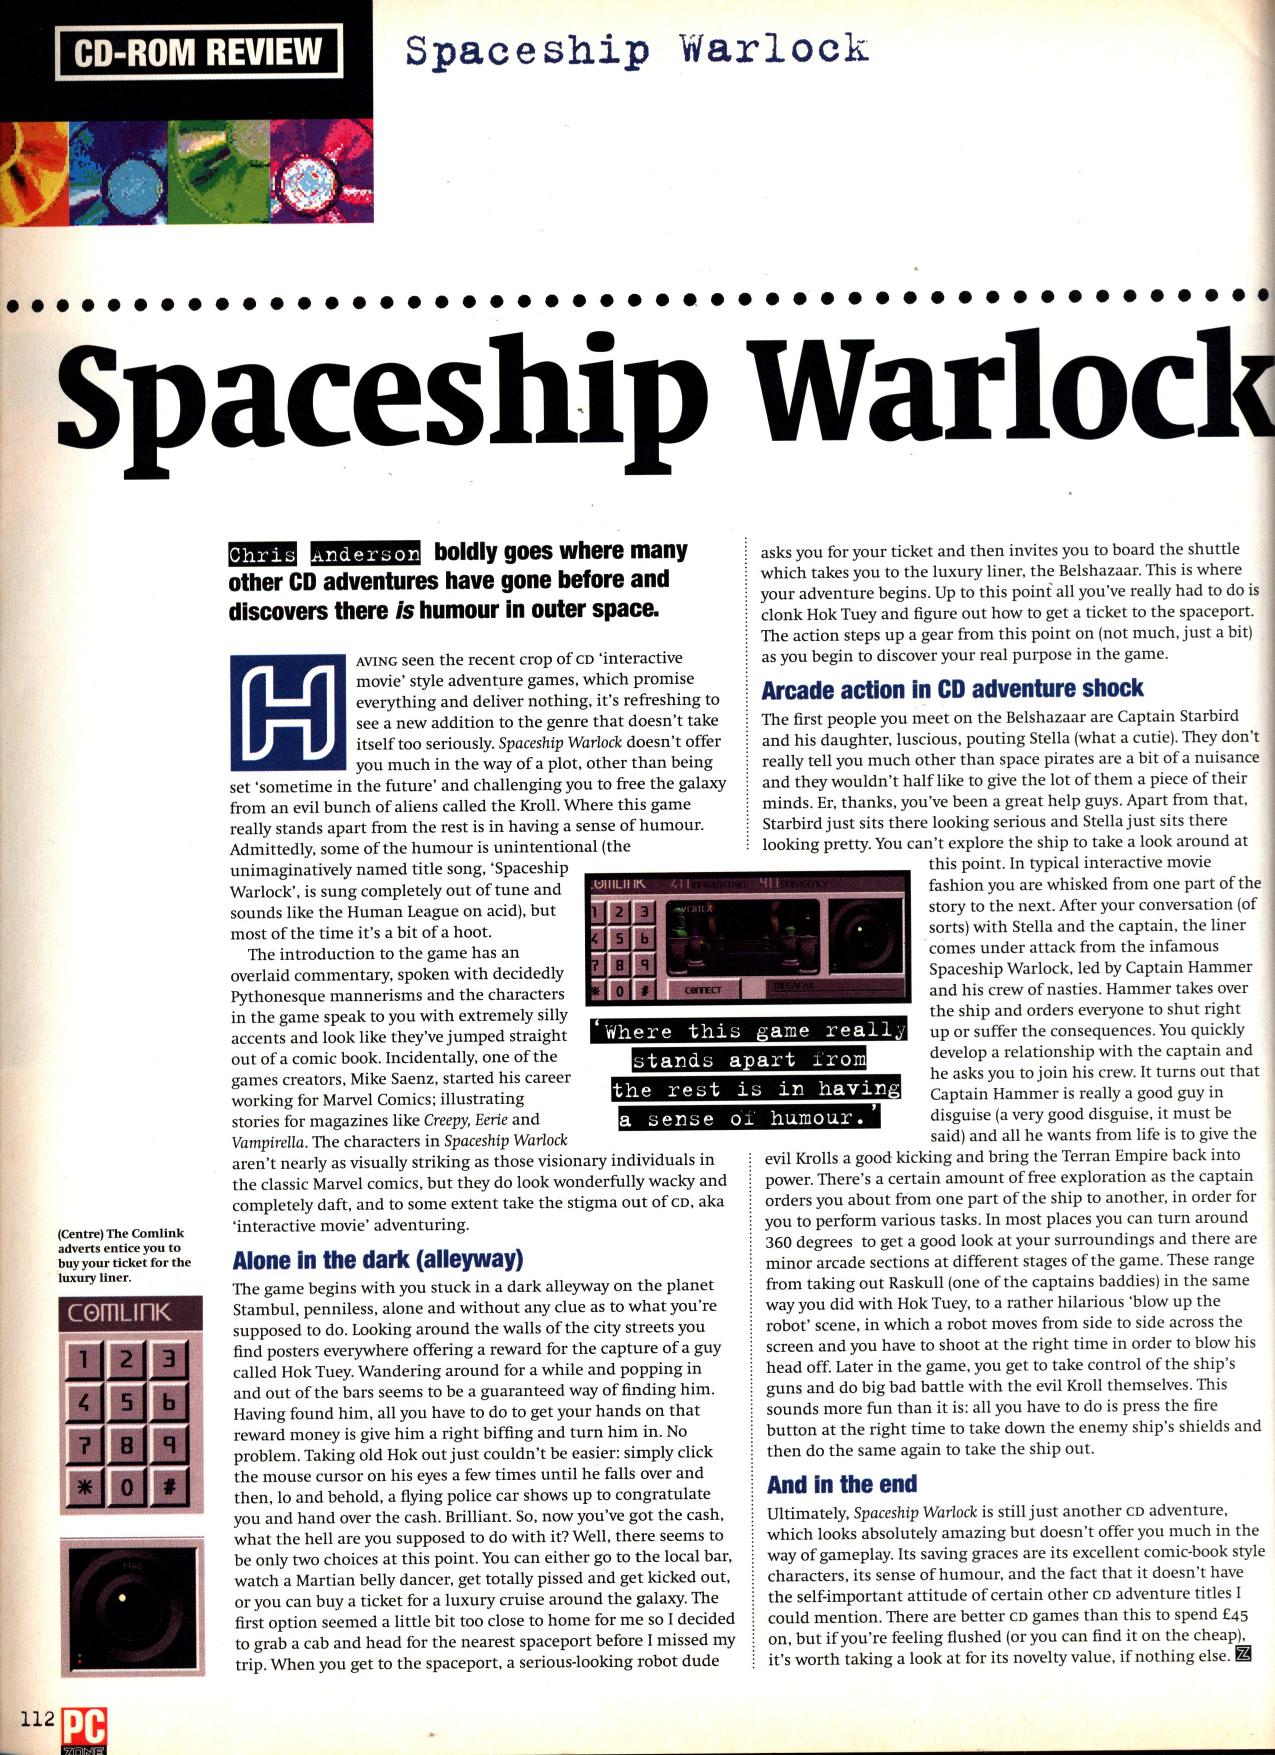 CD-ROM REVIEW
Spaceship Warlock
Spaceship Warlock
Chris Anderson boldly goes where many
other CD adventures have gone before and
discovers there is humour in outer space.
HAVING seen the recent crop of CD 'interactive
movie' style adventure games, which promise
everything and deliver nothing, it's refreshing to
see a new addition to the genre that doesn't take
itself too seriously. Spaceship Warlock doesn't offer
you much in the way of a plot, other than being
set 'sometime in the future' and challenging you to free the galaxy
from an evil bunch of aliens called the Kroll. Where this game
really stands apart from the rest is in having a sense of humour.
Admittedly, some of the humour is unintentional (the
unimaginatively named title song, 'Spaceship
Warlock', is sung completely out of tune and
sounds like the Human League on acid), but
most of the time it's a bit of a hoot.
The introduction to the game has an
overlaid commentary, spoken with decidedly
Pythonesque mannerisms and the characters
in the game speak to you with extremely silly
accents and look like they've jumped straight
out of a comic book. Incidentally, one of the
games creators, Mike Saenz, started his career
working for Marvel Comics; illustrating
stories for magazines like Creepy, Eerie and
Vampirella. The characters in Spaceship Warlock
aren't nearly as visually striking as those visionary individuals in
the classic Marvel comics, but they do look wonderfully wacky and
completely daft, and to some extent take the stigma out of CD, aka
'interactive movie' adventuring.
Alone in the dark (alleyway)
The game begins with you stuck in a dark alleyway on the planet
Stambul, penniless, alone and without any clue as to what you're
supposed to do. Looking around the walls of the city streets you
find posters everywhere offering a reward for the capture of a guy
called Hok Tuey. Wandering around for a while and popping in
and out of the bars seems to be a guaranteed way of finding him.
Having found him, all you have to do to get your hands on that
reward money is give him a right biffing and turn him in. No
problem. Taking old Hok out just couldn't be easier: simply click
the mouse cursor on his eyes a few times until he falls over and
then, lo and behold, a flying police car shows up to congratulate
you and hand over the cash. Brilliant. So, now you've got the cash,
what the hell are you supposed to do with it? Well, there seems to
be only two choices at this point. You can either go to the local bar,
watch a Martian belly dancer, get totally pissed and get kicked out,
or you can buy a ticket for a luxury cruise around the galaxy. The
first option seemed a little bit too close to home for me so I decided
to grab a cab and head for the nearest spaceport before I missed my
trip. When you get to the spaceport, a serious-looking robot dude
asks you for your ticket and then invites you to board the shuttle
which takes you to the luxury liner, the Belshazaar. This is where
your adventure begins. Up to this point all you've really had to do is
clonk Hok Tuey and figure out how to get a ticket to the spaceport.
The action steps up a gear from this point on (not much, just a bit)
as you begin to discover your real purpose in the game.
Arcade action in CD adventure shock
The first people you meet on the Belshazaar are Captain Starbird
and his daughter, luscious, pouting Stella (what a cutie). They don't
really tell you much other than space pirates are a bit of a nuisance
and they wouldn't half like to give the lot of them a piece of their
minds. Er, thanks, you've been a great help guys. Apart from that,
Starbird just sits there looking serious and Stella just sits there
looking pretty. You can't explore the ship to take a look around at
this point. In typical interactive movie
fashion you are whisked from one part of the
story to the next. After your conversation (of
sorts) with Stella and the captain, the liner
comes under attack from the infamous
Spaceship Warlock, led by Captain Hammer
and his crew of nasties. Hammer takes over
the ship and orders everyone to shut right
up or suffer the consequences. You quickly
develop a relationship with the captain and
he asks you to join his crew. It turns out that
Captain Hammer is really a good guy in
disguise (a very good disguise, it must be
said) and all he wants from life is to give the
evil Krolls a good kicking and bring the Terran Empire back into
power. There's a certain amount of free exploration as the captain
orders you about from one part of the ship to another, in order for
you to perform various tasks. In most places you can turn around
360 degrees to get a good look at your surroundings and there are
minor arcade sections at different stages of the game. These range
from taking out Raskull (one of the captains baddies) in the same
way you did with Hok Tuey, to a rather hilarious 'blow up the
robot' scene, in which a robot moves from side to side across the
screen and you have to shoot at the right time in order to blow his
head off. Later in the game, you get to take control of the ship's
guns and do big bad battle with the evil Kroll themselves. This
sounds more fun than it is: all you have to do is press the fire
button at the right time to take down the enemy ship's shields and
then do the same again to take the ship out.
And in the end
Ultimately, Spaceship Warlock is still just another CD adventure,
which looks absolutely amazing but doesn't offer you much in the
way of gameplay. Its saving graces are its excellent comic-book style
characters, its sense of humour, and the fact that it doesn't have
the self-important attitude of certain other CD adventure titles I
could mention. There are better CD games than this to spend £45
on, but if you're feeling flushed (or you can find it on the cheap),
it's worth taking a look at for its novelty value, if nothing else. Z
COMLINK 411 INFORMATION 911 EMERGENCY
1 2 3
4 5 6
7 8 9
* 0 #
CONNECT
MEGAFAX
'Where this game really
stands apart from
the rest is in having
a sense of humour.'
(Centre) The Comlink
adverts entice you to
buy your ticket for the
luxury liner.
COMLINK
1 2 3
4 5 6
7 8 9
* 0 #
112
PC
ZONE